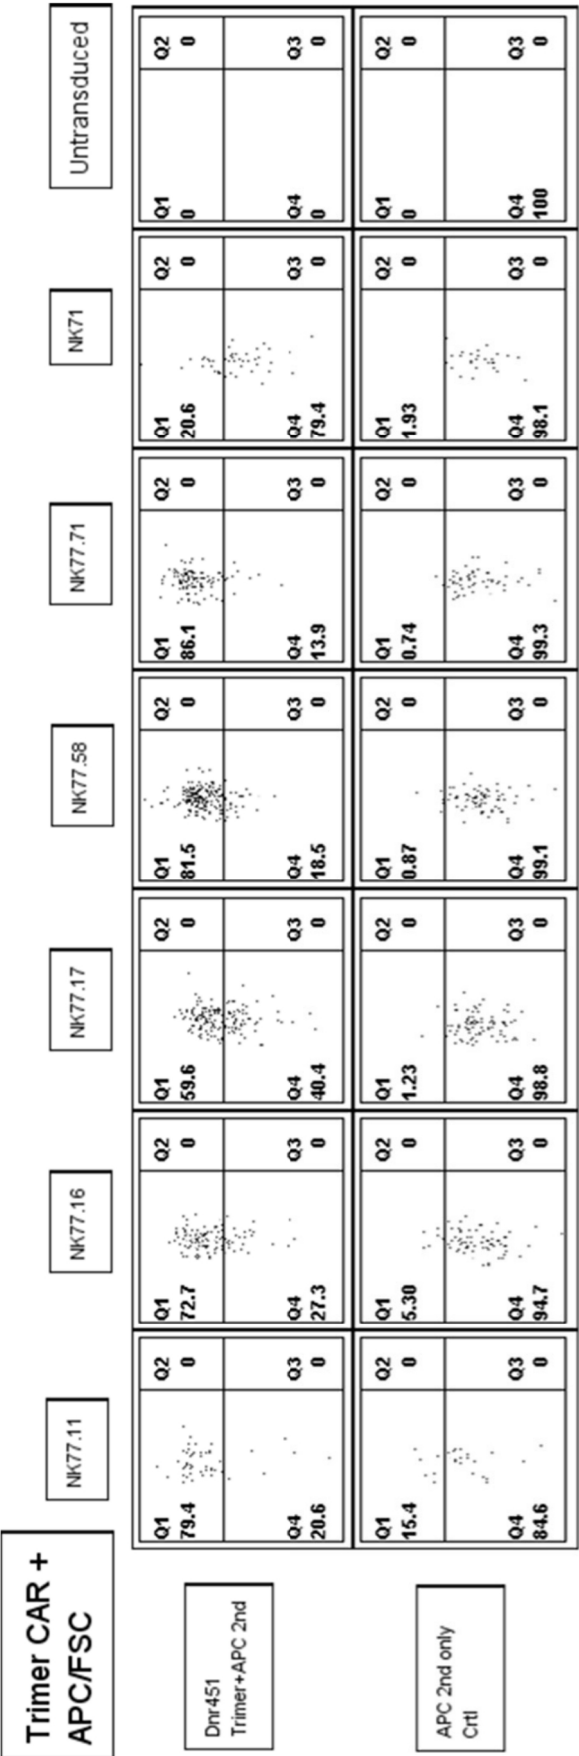 Trimer CAR +
APC/FSC
NK77.11
NK77.16
NK77.17
NK77.58
NK77.71
NK71
Untransduced
Dnr451
Trimer+APC 2nd
Q1
79.4
Q2
0
Q4
20.6
Q3
0
Q1
72.7
Q2
0
Q4
27.3
Q3
0
Q1
59.6
Q2
0
Q4
40.4
Q3
0
Q1
81.5
Q2
0
Q4
18.5
Q3
0
Q1
86.1
Q2
0
Q4
13.9
Q3
0
Q1
20.6
Q2
0
Q4
79.4
Q3
0
Q1
0
Q2
0
Q4
0
Q3
0
APC 2nd only
Crtl
Q1
15.4
Q2
0
Q4
84.6
Q3
0
Q1
5.30
Q2
0
Q4
94.7
Q3
0
Q1
1.23
Q2
0
Q4
98.8
Q3
0
Q1
0.87
Q2
0
Q4
99.1
Q3
0
Q1
0.74
Q2
0
Q4
99.3
Q3
0
Q1
1.93
Q2
0
Q4
98.1
Q3
0
Q1
0
Q2
0
Q4
100
Q3
0